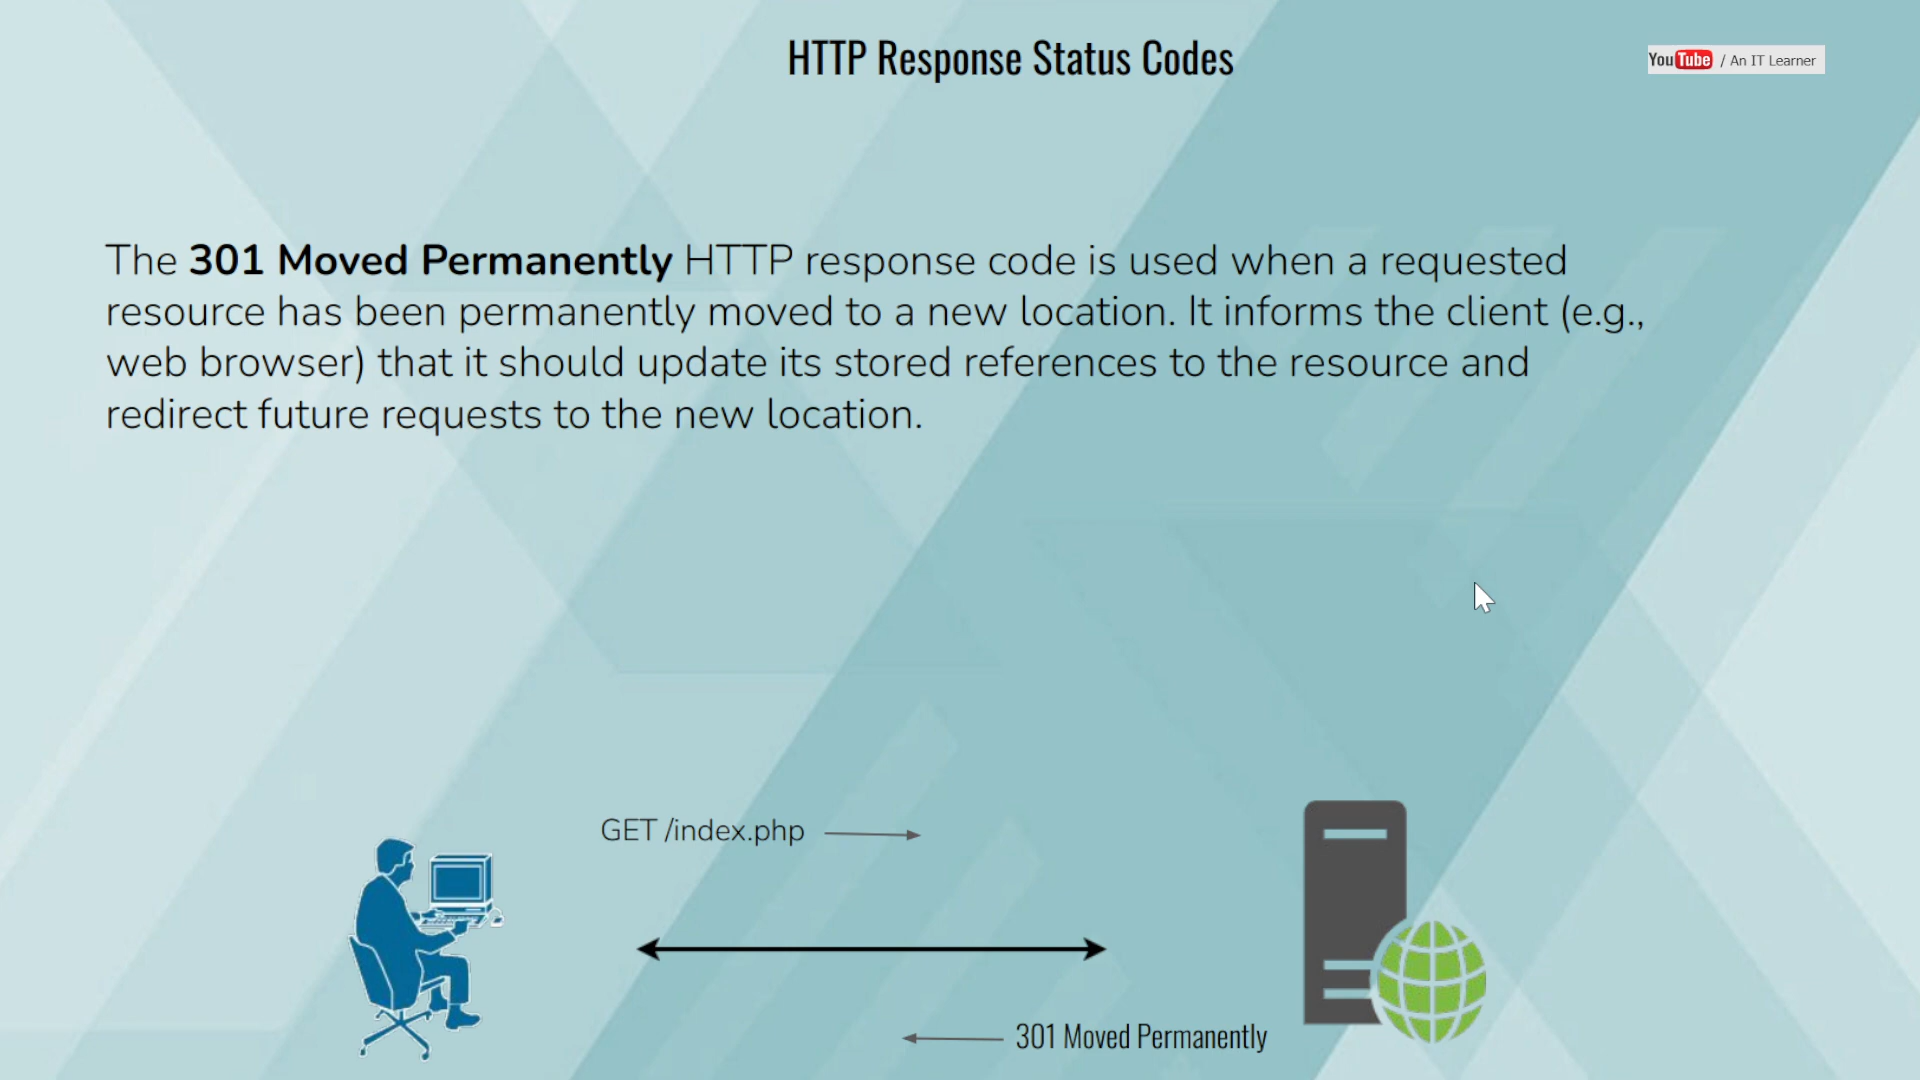 HTTP Response Status Codes
YouTube / An IT Learner
The 301 Moved Permanently HTTP response code is used when a requested
resource has been permanently moved to a new location. It informs the client (e.g.,
web browser) that it should update its stored references to the resource and
redirect future requests to the new location.
GET /index.php
301 Moved Permanently